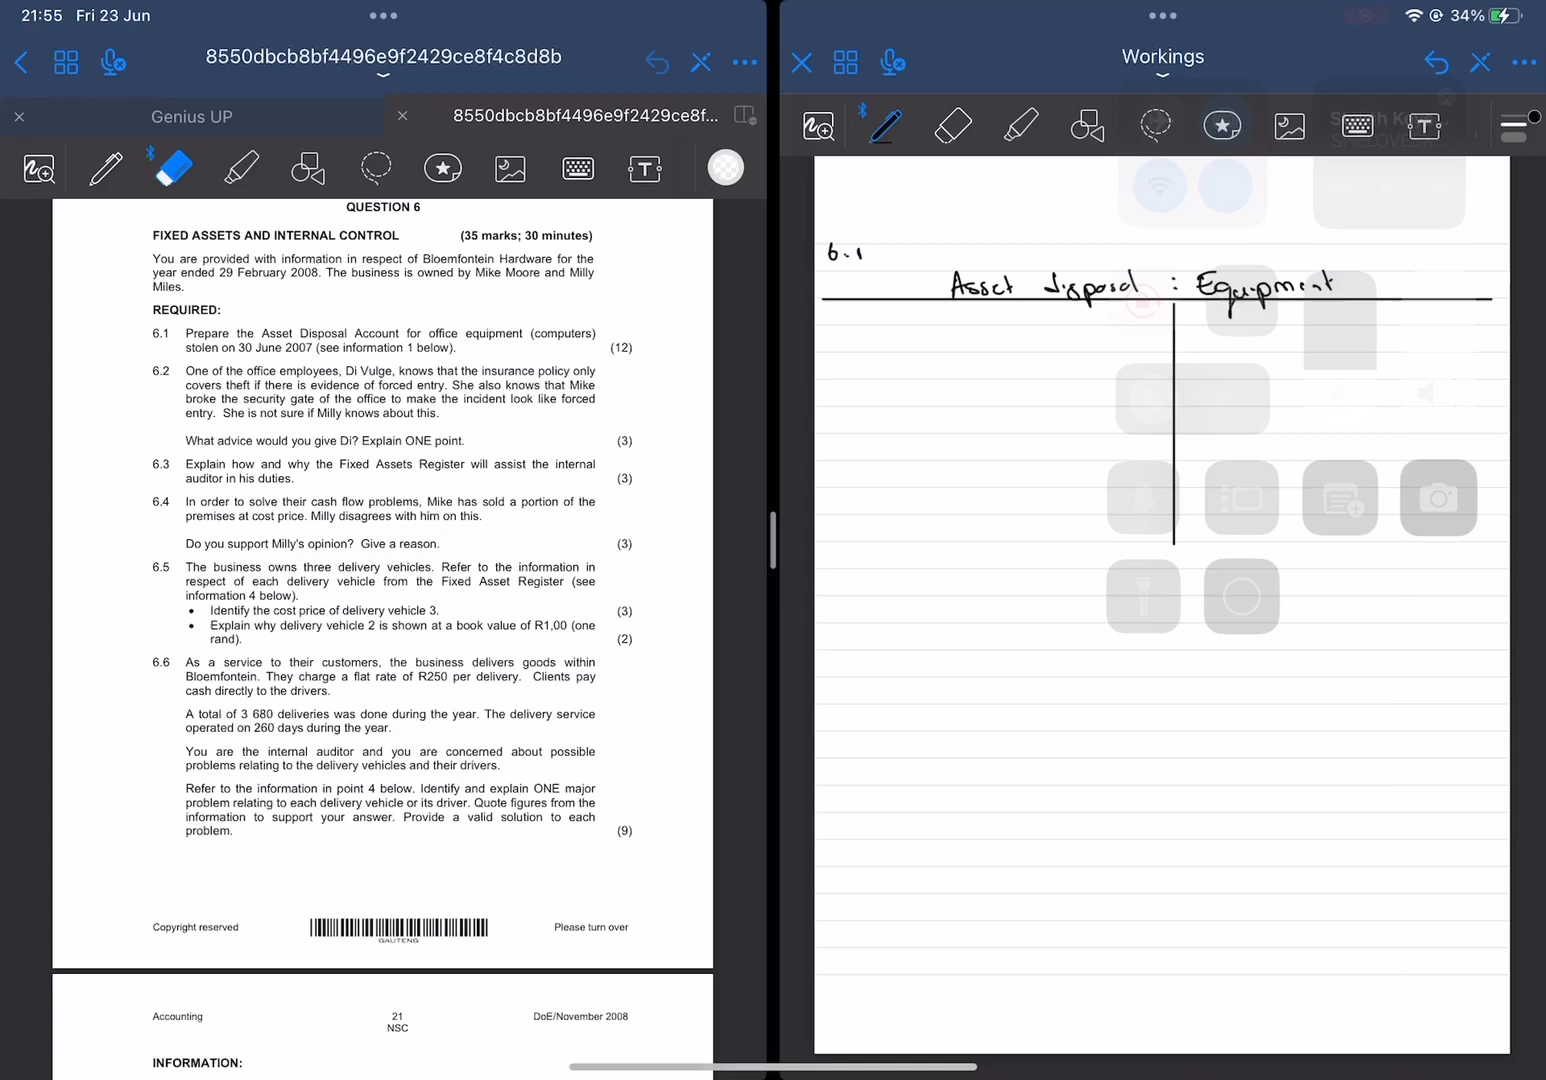 21:55 Fri 23 Jun
34%
8550dbcb8bf4496e9f2429ce8f4c8d8b
Workings
Genius UP
8550dbcb8bf4496e9f2429ce8f...
QUESTION 6
FIXED ASSETS AND INTERNAL CONTROL (35 marks; 30 minutes)
You are provided with information in respect of Bloemfontein Hardware for the
year ended 29 February 2008. The business is owned by Mike Moore and Milly
Miles.
REQUIRED:
6.1 Prepare the Asset Disposal Account for office equipment (computers)
stolen on 30 June 2007 (see information 1 below). (12)
6.2 One of the office employees, Di Vulge, knows that the insurance policy only
covers theft if there is evidence of forced entry. She also knows that Mike
broke the security gate of the office to make the incident look like forced
entry. She is not sure if Milly knows about this.
What advice would you give Di? Explain ONE point. (3)
6.3 Explain how and why the Fixed Assets Register will assist the internal
auditor in his duties. (3)
6.4 In order to solve their cash flow problems, Mike has sold a portion of the
premises at cost price. Milly disagrees with him on this.
Do you support Milly's opinion? Give a reason. (3)
6.5 The business owns three delivery vehicles. Refer to the information in
respect of each delivery vehicle from the Fixed Asset Register (see
information 4 below).
• Identify the cost price of delivery vehicle 3. (3)
• Explain why delivery vehicle 2 is shown at a book value of R1,00 (one
rand). (2)
6.6 As a service to their customers, the business delivers goods within
Bloemfontein. They charge a flat rate of R250 per delivery. Clients pay
cash directly to the drivers.
A total of 3 680 deliveries was done during the year. The delivery service
operated on 260 days during the year.
You are the internal auditor and you are concerned about possible
problems relating to the delivery vehicles and their drivers.
Refer to the information in point 4 below. Identify and explain ONE major
problem relating to each delivery vehicle or its driver. Quote figures from the
information to support your answer. Provide a valid solution to each
problem. (9)
Copyright reserved
GAUTENG
Please turn over
Accounting 21 DoE/November 2008
NSC
INFORMATION:
6.1
Asset Disposal : Equipment